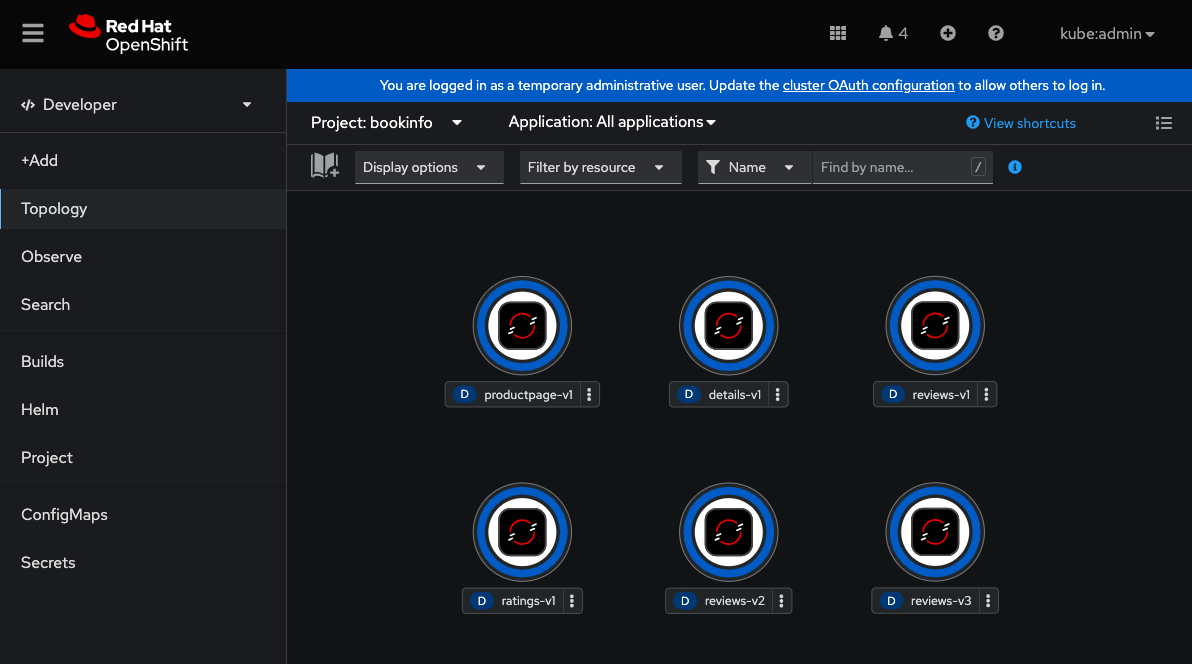 Red Hat
OpenShift
4
kube:admin
Developer
+Add
Topology
Observe
Search
Builds
Helm
Project
ConfigMaps
Secrets
You are logged in as a temporary administrative user. Update the cluster OAuth configuration to allow others to log in.
Project: bookinfo
Application: All applications
View shortcuts
Display options
Filter by resource
Name
Find by name...
/
D productpage-v1
D details-v1
D reviews-v1
D ratings-v1
D reviews-v2
D reviews-v3